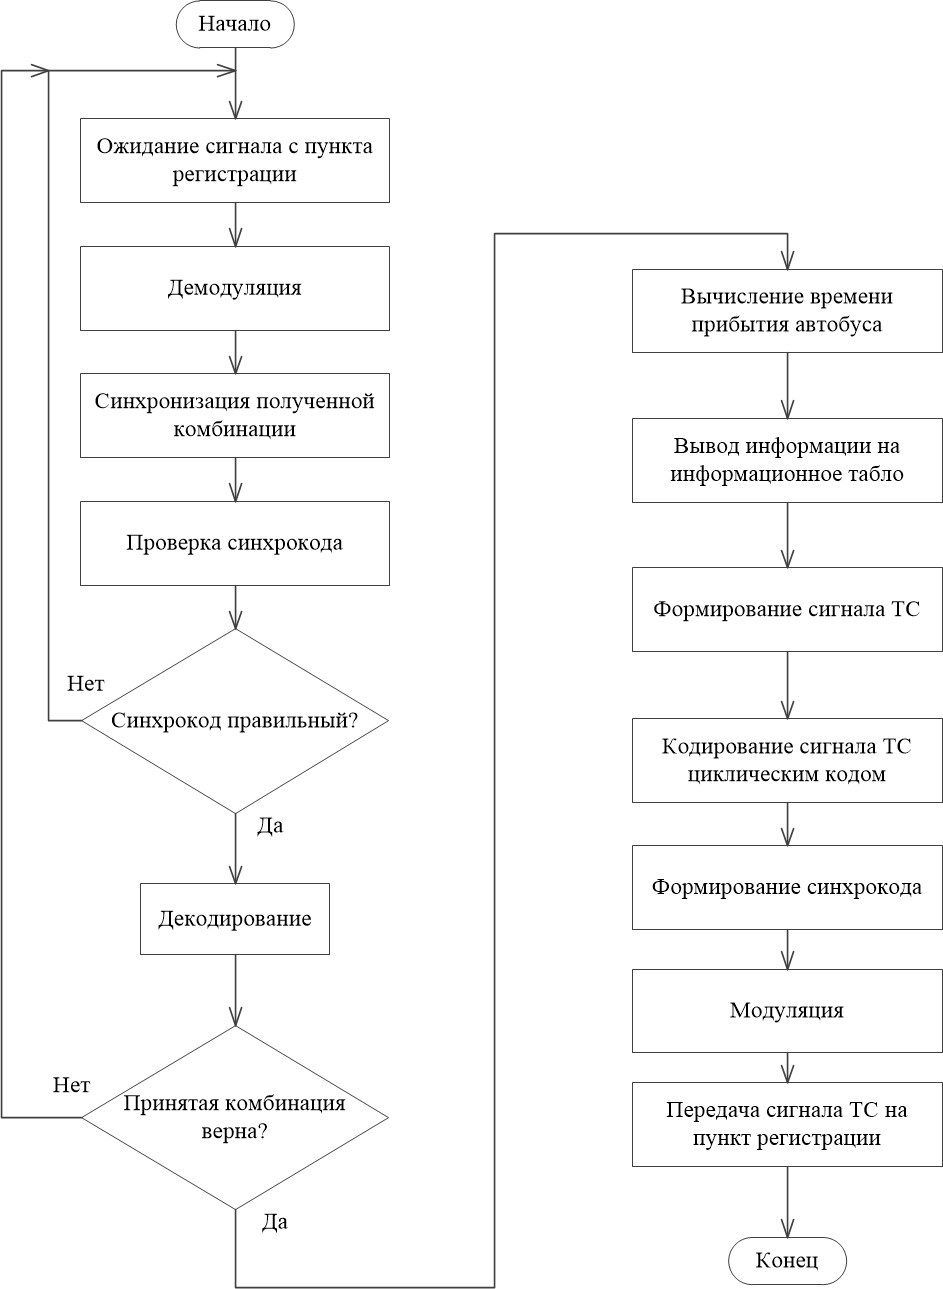 Начало
Ожидание сигнала с пункта
регистрации
Демодуляция
Синхронизация полученной
комбинации
Проверка синхрокода
Нет
Синхрокод правильный?
Да
Декодирование
Нет
Принятая комбинация
верна?
Да
Вычисление времени
прибытия автобуса
Вывод информации на
информационное табло
Формирование сигнала ТС
Кодирование сигнала ТС
циклическим кодом
Формирование синхрокода
Модуляция
Передача сигнала ТС на
пункт регистрации
Конец